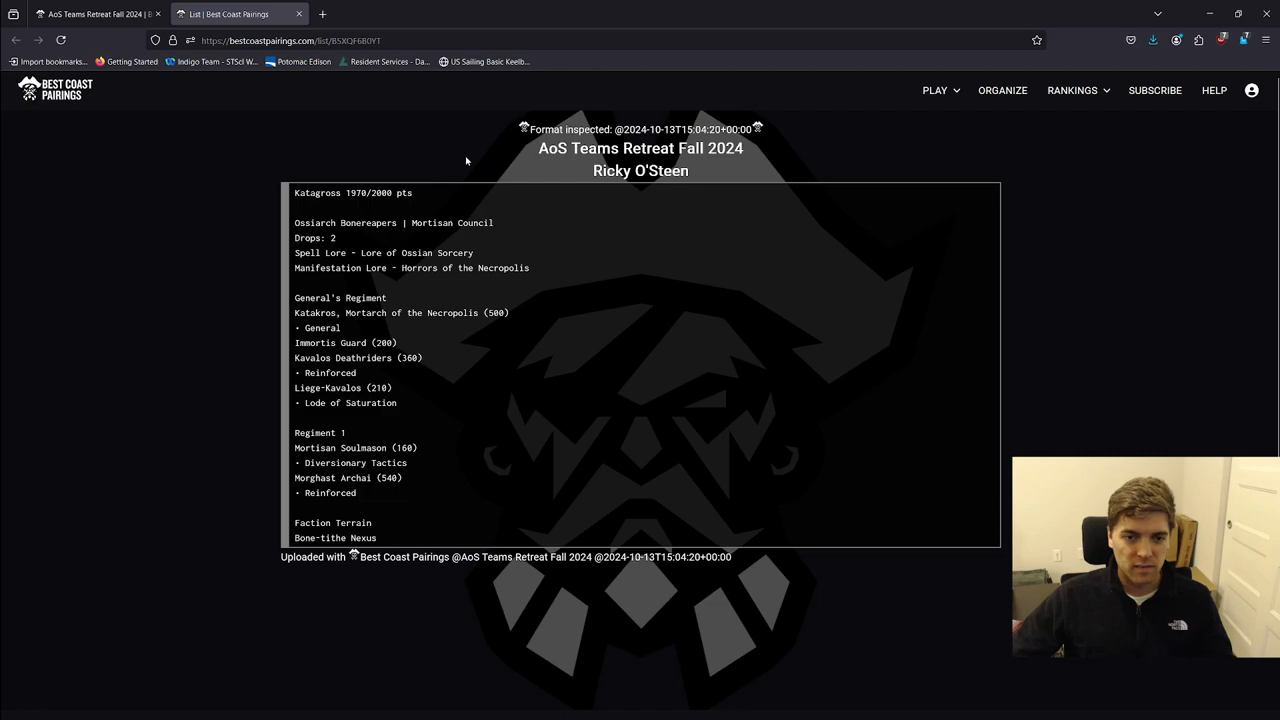 AoS Teams Retreat Fall 2024 | B
List | Best Coast Pairings
https://bestcoastpairings.com/list/B5XQF6B0YT
Import bookmarks...
Getting Started
Indigo Team - STScI W...
Potomac Edison
Resident Services - Da...
US Sailing Basic Keelb...
7
7
BEST COAST
PAIRINGS
PLAY
ORGANIZE
RANKINGS
SUBSCRIBE
HELP
Format inspected: @2024-10-13T15:04:20+00:00
AoS Teams Retreat Fall 2024
Ricky O'Steen
Katagross 1970/2000 pts
Ossiarch Bonereapers | Mortisan Council
Drops: 2
Spell Lore - Lore of Ossian Sorcery
Manifestation Lore - Horrors of the Necropolis
General's Regiment
Katakros, Mortarch of the Necropolis (500)
• General
Immortis Guard (200)
Kavalos Deathriders (360)
• Reinforced
Liege-Kavalos (210)
• Lode of Saturation
Regiment 1
Mortisan Soulmason (160)
• Diversionary Tactics
Morghast Archai (540)
• Reinforced
Faction Terrain
Bone-tithe Nexus
Uploaded with Best Coast Pairings @AoS Teams Retreat Fall 2024 @2024-10-13T15:04:20+00:00
THE
NORTH
FACE